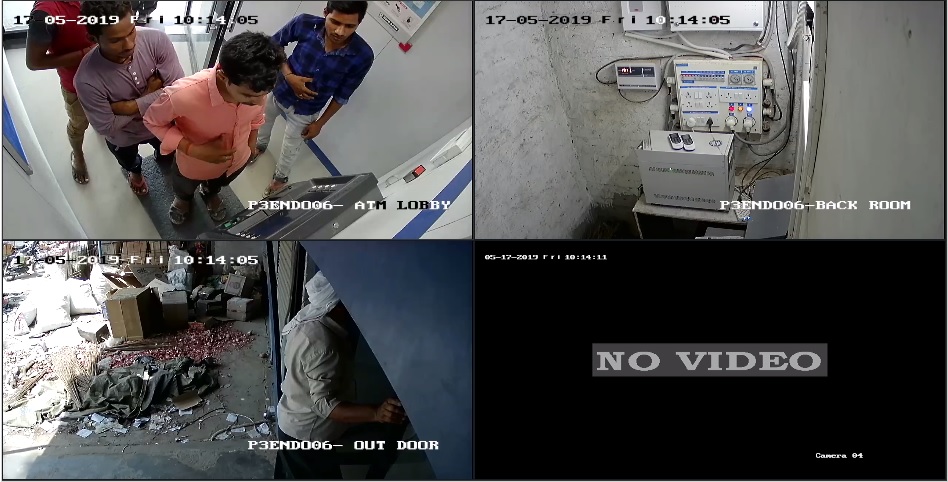 17-05-2019 Fri 10:14:05
P3ENDO06- ATM LOBBY
17-05-2019 Fri 10:14:05
P3ENDO06-BACK ROOM
17-05-2019 Fri 10:14:05
P3ENDO06- OUT DOOR
05-17-2019 Fri 10:14:11
NO VIDEO
Camera 04